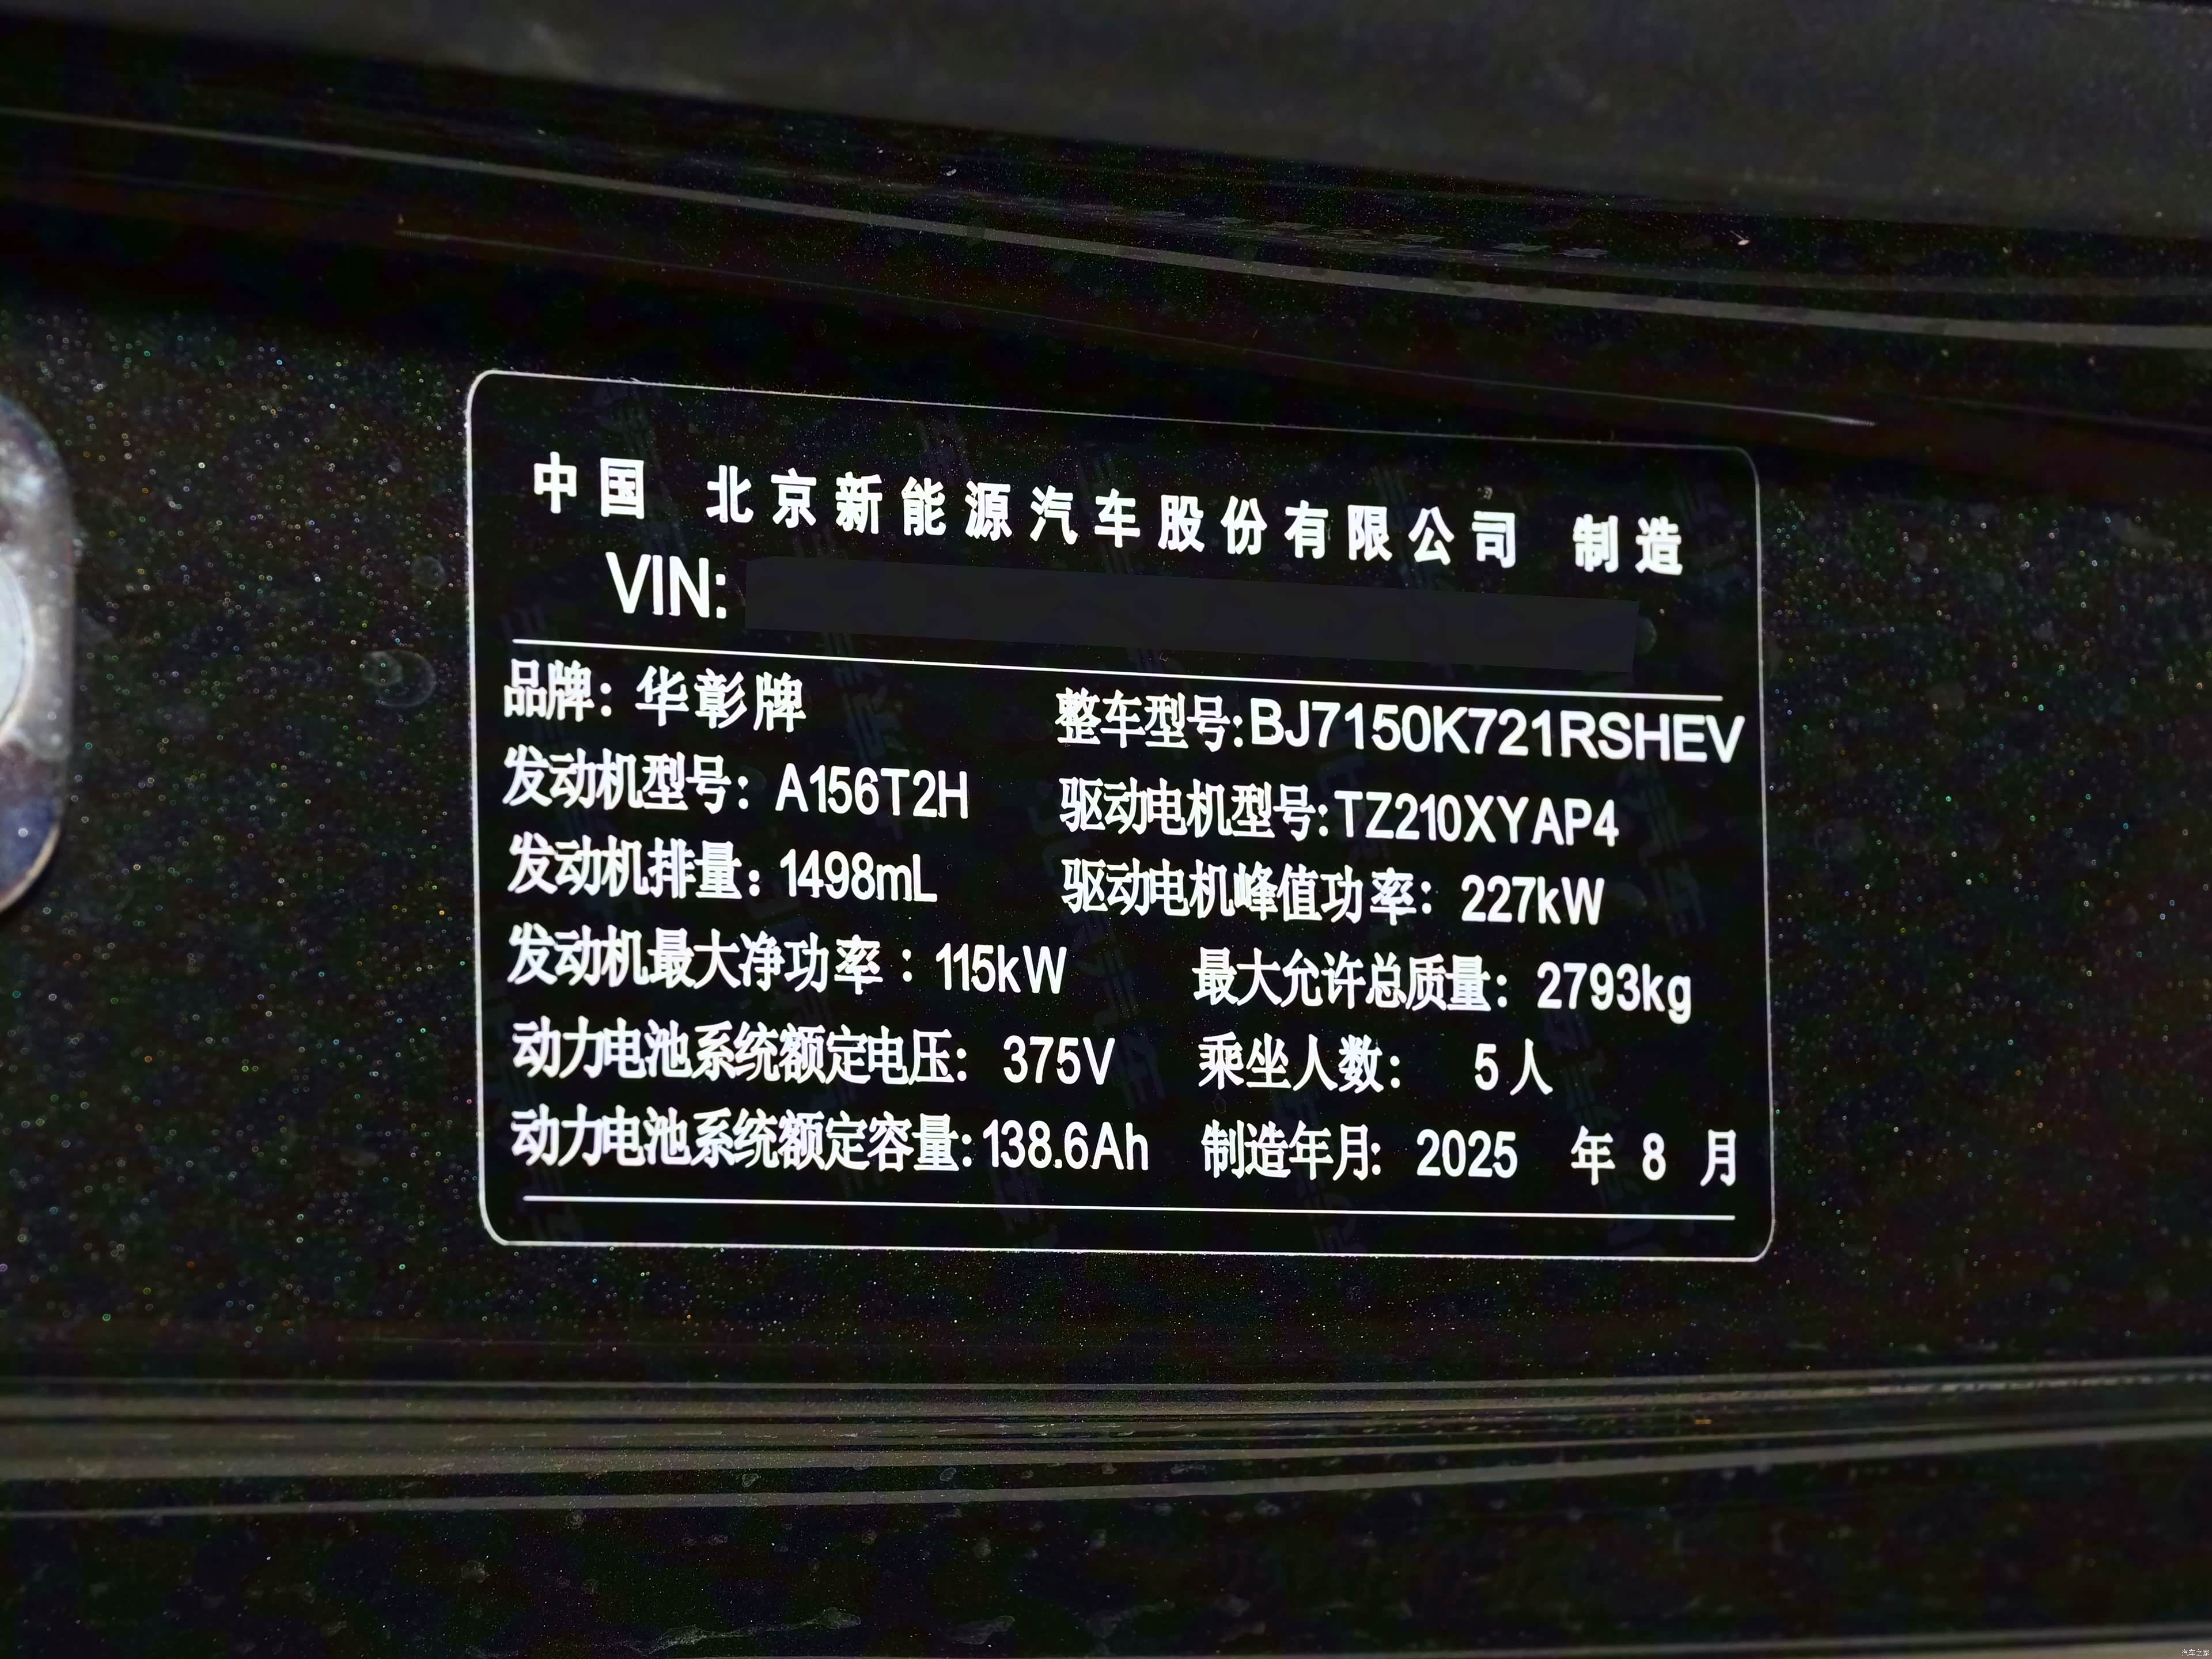 中国 北京新能源汽车股份有限公司 制造
VIN:
品牌: 华彰牌 整车型号:BJ7150K721RSHEV
发动机型号: A156T2H 驱动电机型号:TZ210XYAP4
发动机排量: 1498mL 驱动电机峰值功率: 227kW
发动机最大净功率: 115kW 最大允许总质量: 2793kg
动力电池系统额定电压: 375V 乘坐人数: 5人
动力电池系统额定容量:138.6Ah 制造年月: 2025 年 8 月
汽车之家